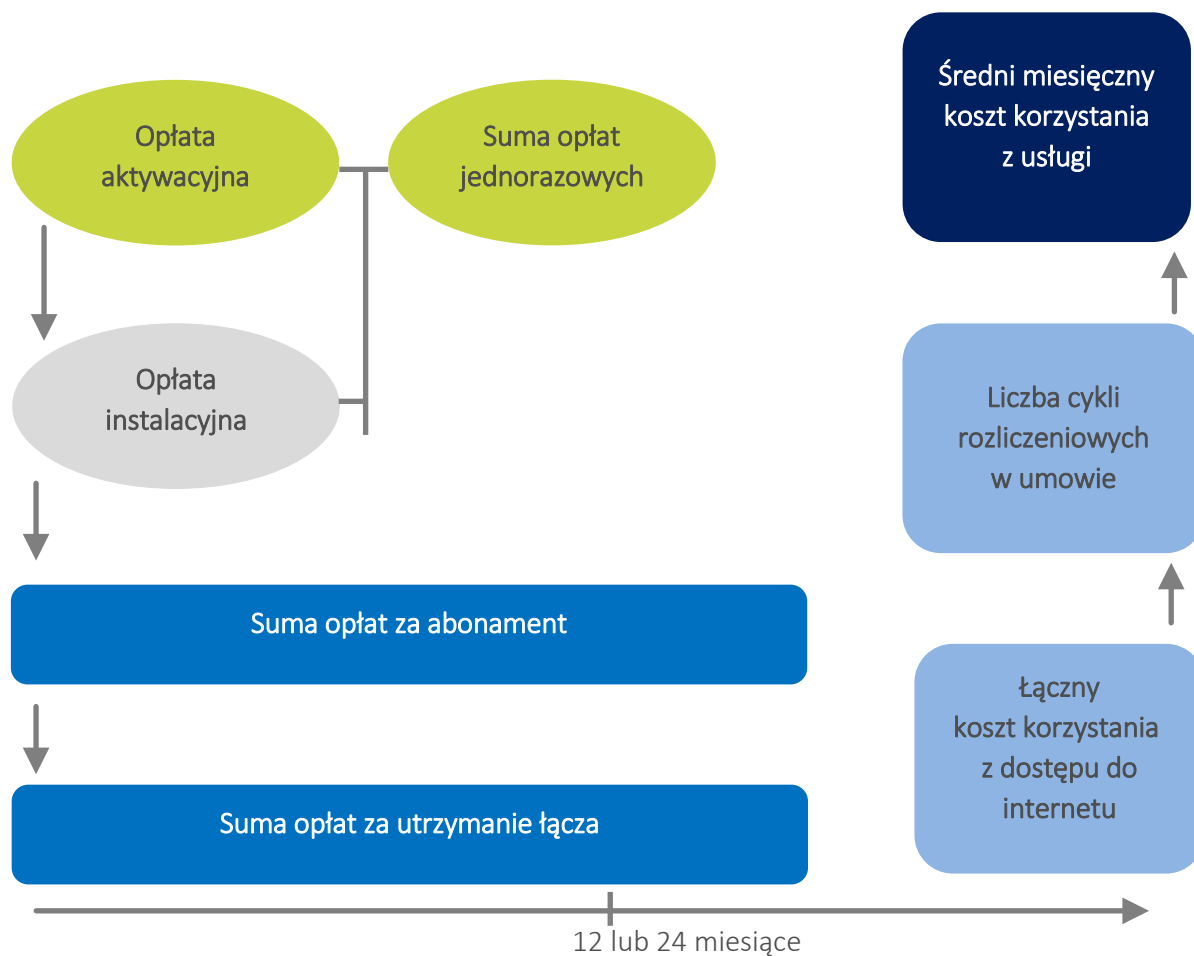 Opłata
aktywacyjna
Suma opłat
jednorazowych
Średni miesięczny
koszt korzystania
z usługi
Opłata
instalacyjna
Liczba cykli
rozliczeniowych
w umowie
Suma opłat za abonament
Łączny
koszt korzystania
z dostępu do
internetu
Suma opłat za utrzymanie łącza
12 lub 24 miesiące